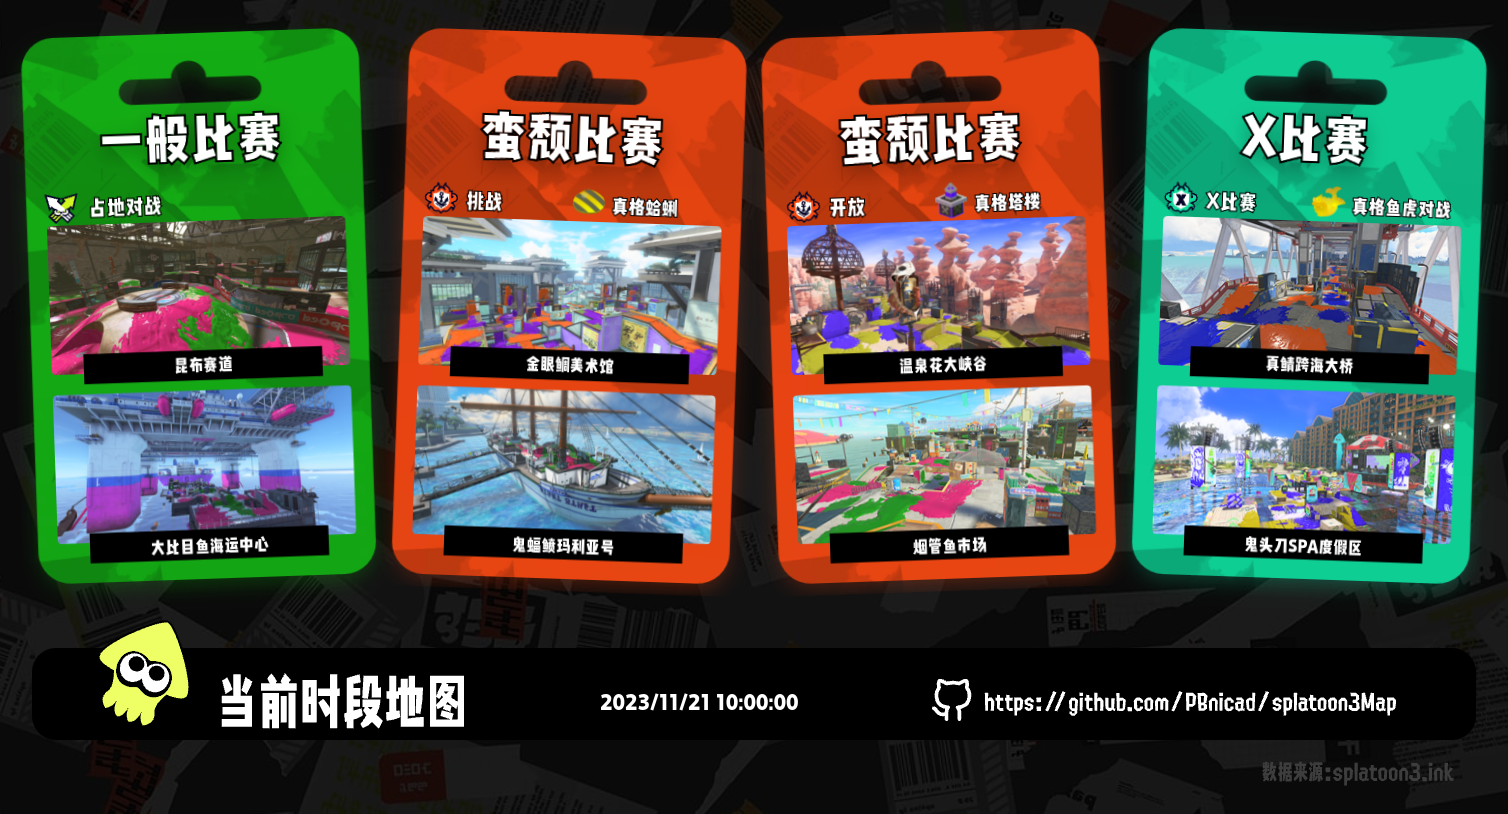 一般比赛
占地对战
昆布赛道
大比目鱼海运中心
蛮颓比赛
挑战
真格蛤蜊
金眼鲷美术馆
鬼蝠鲼玛利亚号
蛮颓比赛
开放
真格塔楼
温泉花大峡谷
烟管鱼市场
X比赛
X比赛
真格鱼虎对战
真鲭跨海大桥
鬼头刀SPA度假区
当前时段地图
2023/11/21 10:00:00
https://github.com/PBnicad/splatoon3Map
数据来源:splatoon3.ink